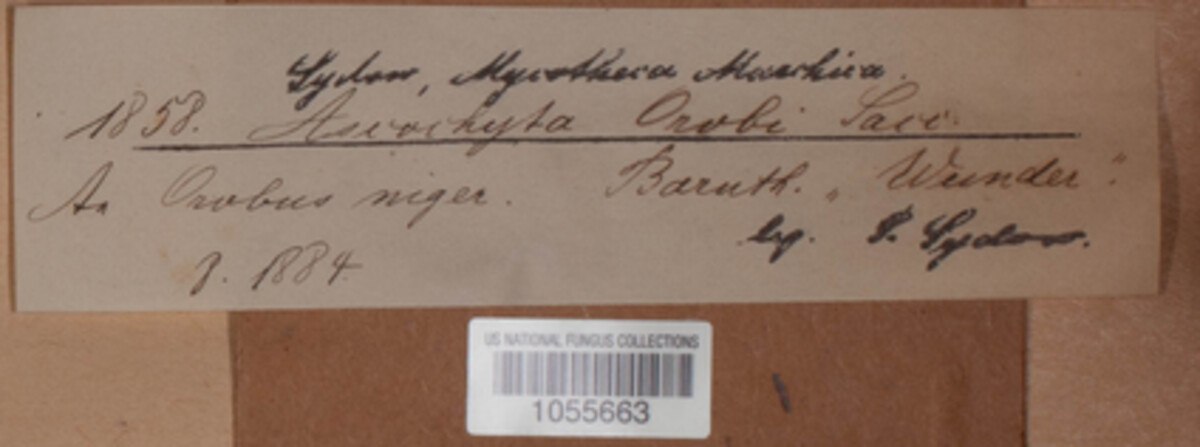 Sydow, Mycotheca Marchica.
1858. Ascochyta Orobi Sacc.
An Orobus niger. Baruth. „Wunder“.
8. 1884. leg. P. Sydow.
US NATIONAL FUNGUS COLLECTIONS
1055663